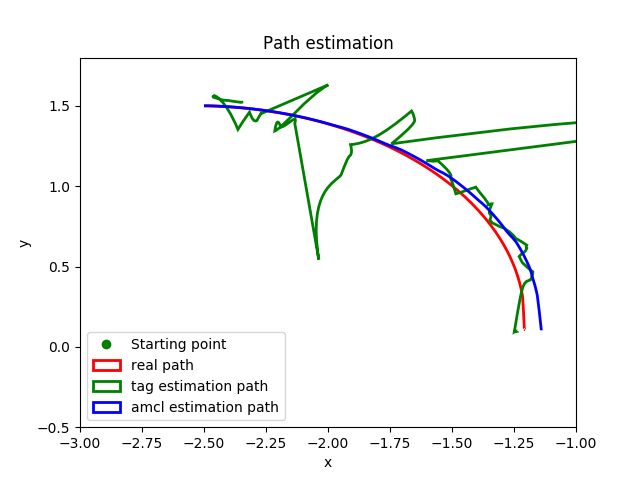 Path estimation
y
1.5
1.0
0.5
0.0
−0.5
Starting point
real path
tag estimation path
amcl estimation path
−3.00 −2.75 −2.50 −2.25 −2.00 −1.75 −1.50 −1.25 −1.00
x